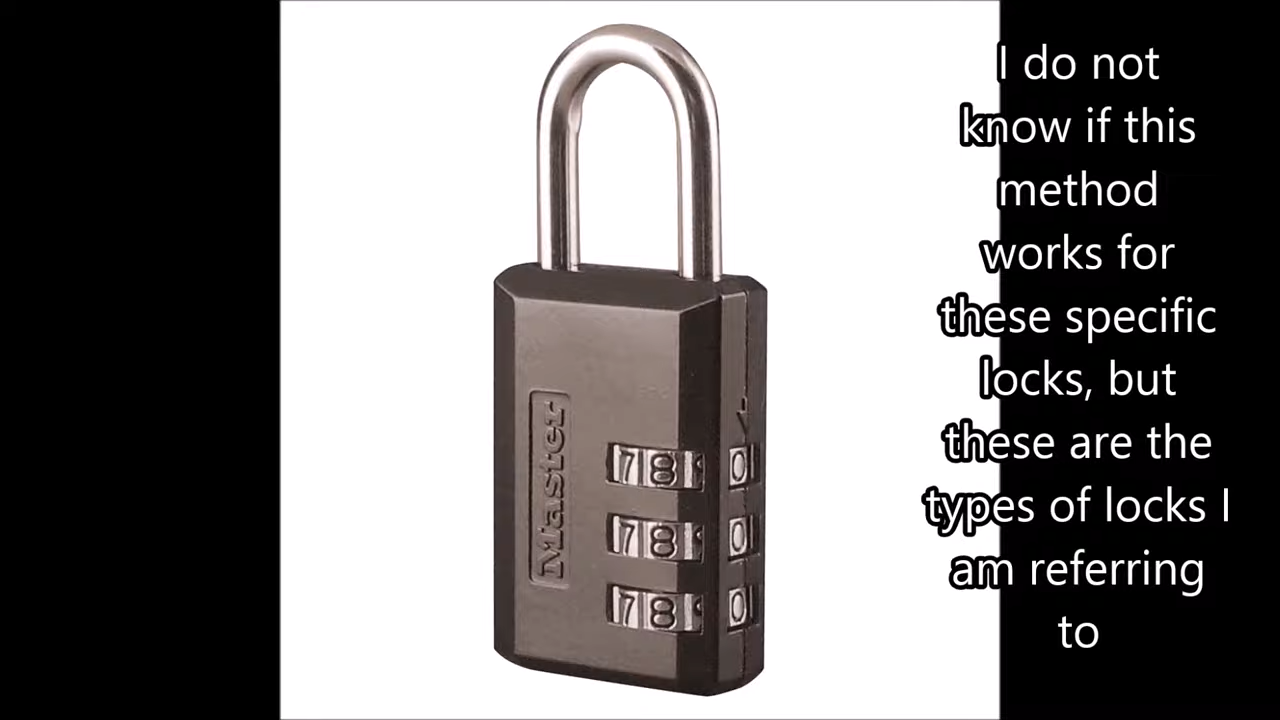 I do not
know if this
method
works for
these specific
locks, but
these are the
types of locks I
am referring
to
Master
78 0
78 0
78 0